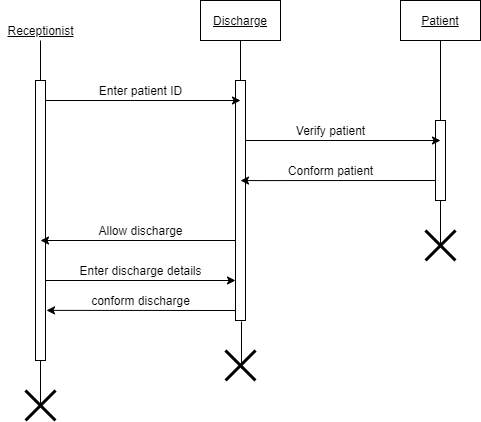 Receptionist
Discharge
Patient
Enter patient ID
Verify patient
Conform patient
Allow discharge
Enter discharge details
conform discharge